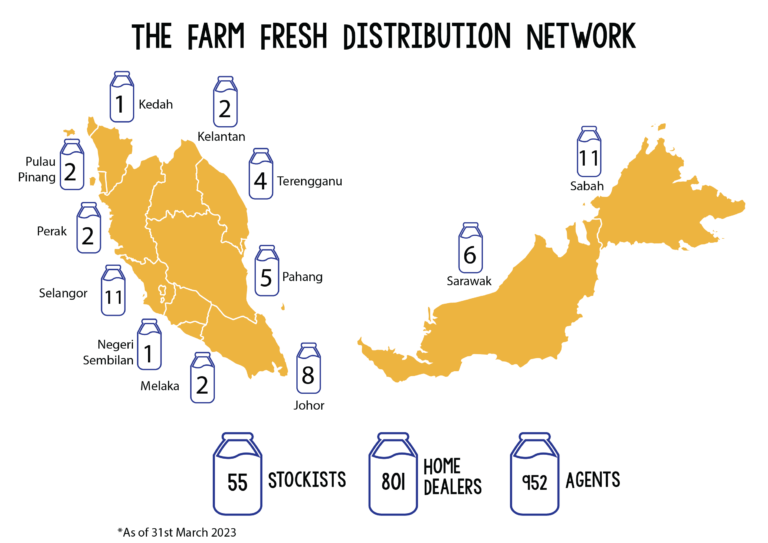 THE FARM FRESH DISTRIBUTION NETWORK
1
Kedah
2
Kelantan
Pulau
Pinang
2
4
Terengganu
11
Sabah
Perak
2
6
Sarawak
5
Pahang
Selangor
11
Negeri
Sembilan
1
Melaka
2
8
Johor
55
STOCKISTS
801
HOME
DEALERS
952
AGENTS
*As of 31st March 2023